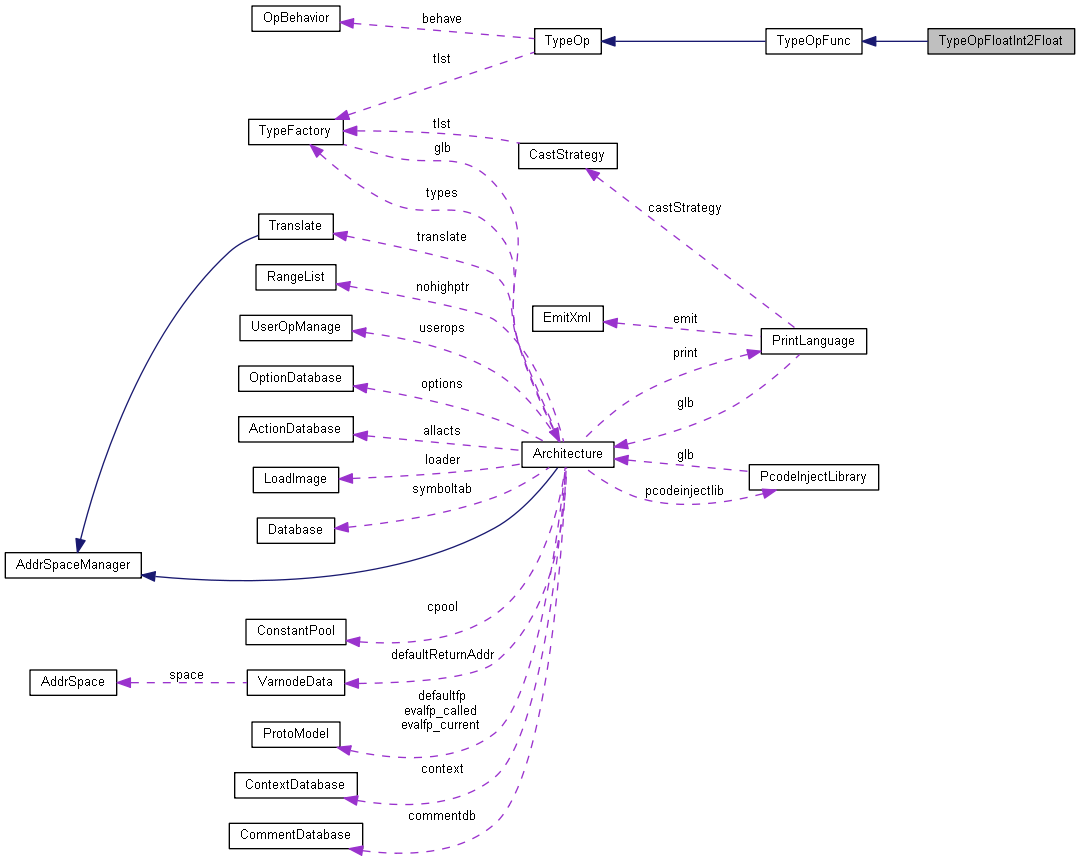 OpBehavior
behave
TypeOp
TypeOpFunc
TypeOpFloatInt2Float
tlst
TypeFactory
tlst
glb
CastStrategy
types
castStrategy
Translate
translate
RangeList
nohighptr
UserOpManage
userops
EmitXml
emit
PrintLanguage
print
OptionDatabase
options
glb
ActionDatabase
allacts
Architecture
glb
LoadImage
loader
PcodeInjectLibrary
pcodeinjectlib
symboltab
Database
AddrSpaceManager
cpool
ConstantPool
defaultReturnAddr
AddrSpace
space
VarnodeData
defaultfp
evalfp_called
evalfp_current
ProtoModel
context
ContextDatabase
commentdb
CommentDatabase